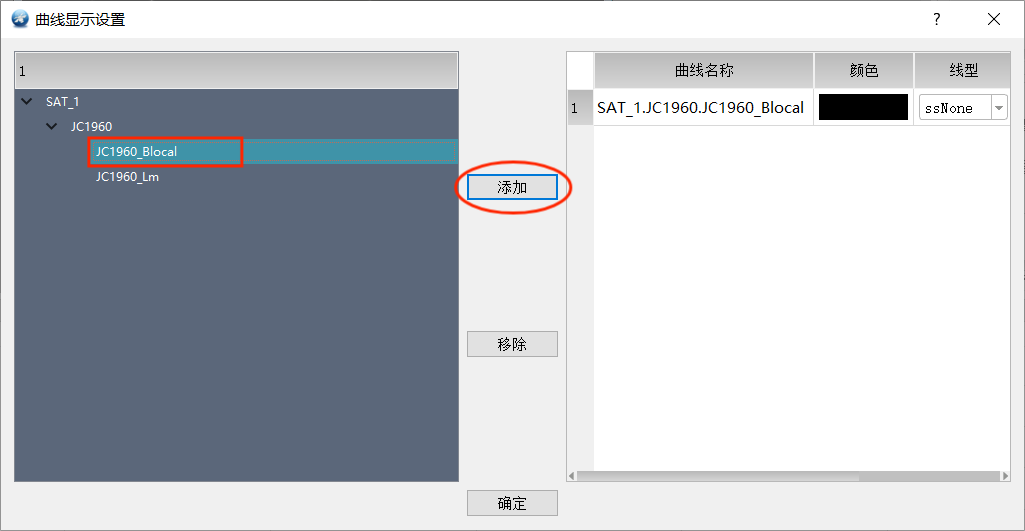 曲线显示设置
?
1
SAT_1
JC1960
JC1960_Blocal
JC1960_Lm
添加
移除
确定
曲线名称 颜色 线型
1 SAT_1.JC1960.JC1960_Blocal ssNone